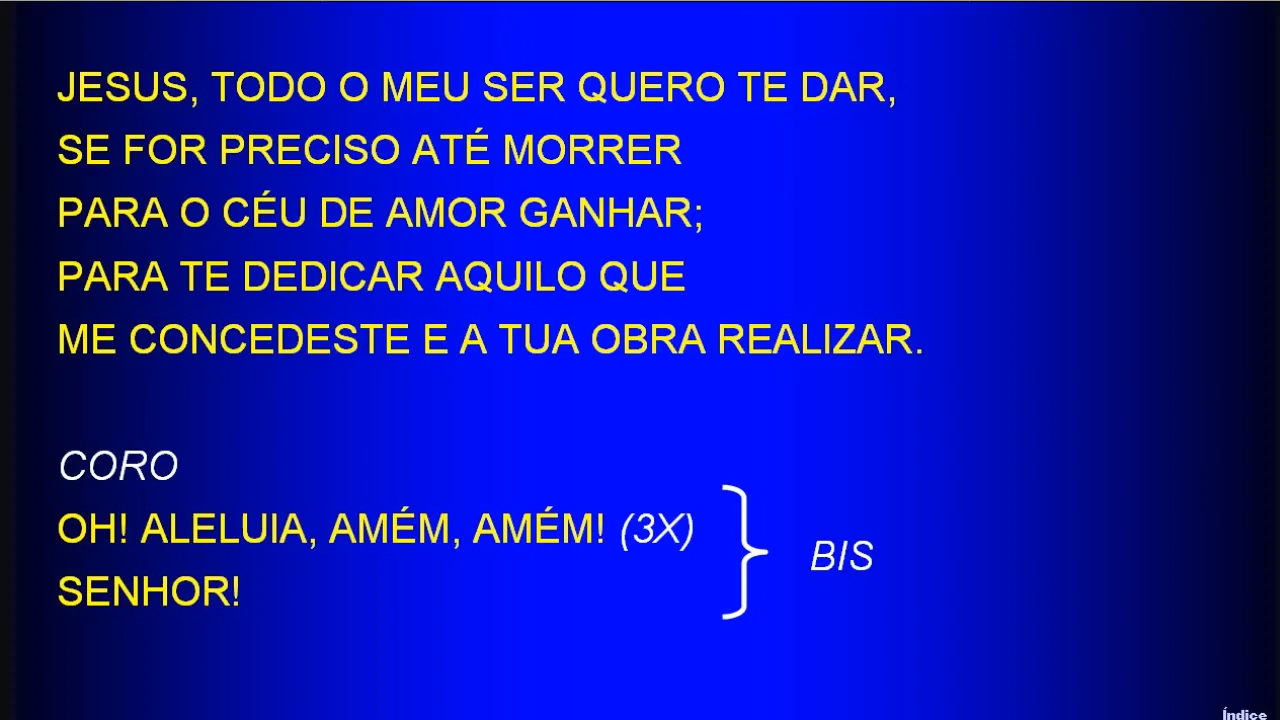 JESUS, TODO O MEU SER QUERO TE DAR,
SE FOR PRECISO ATÉ MORRER
PARA O CÉU DE AMOR GANHAR;
PARA TE DEDICAR AQUILO QUE
ME CONCEDESTE E A TUA OBRA REALIZAR.
CORO
OH! ALELUIA, AMÉM, AMÉM! (3X)
SENHOR!
BIS
Índice